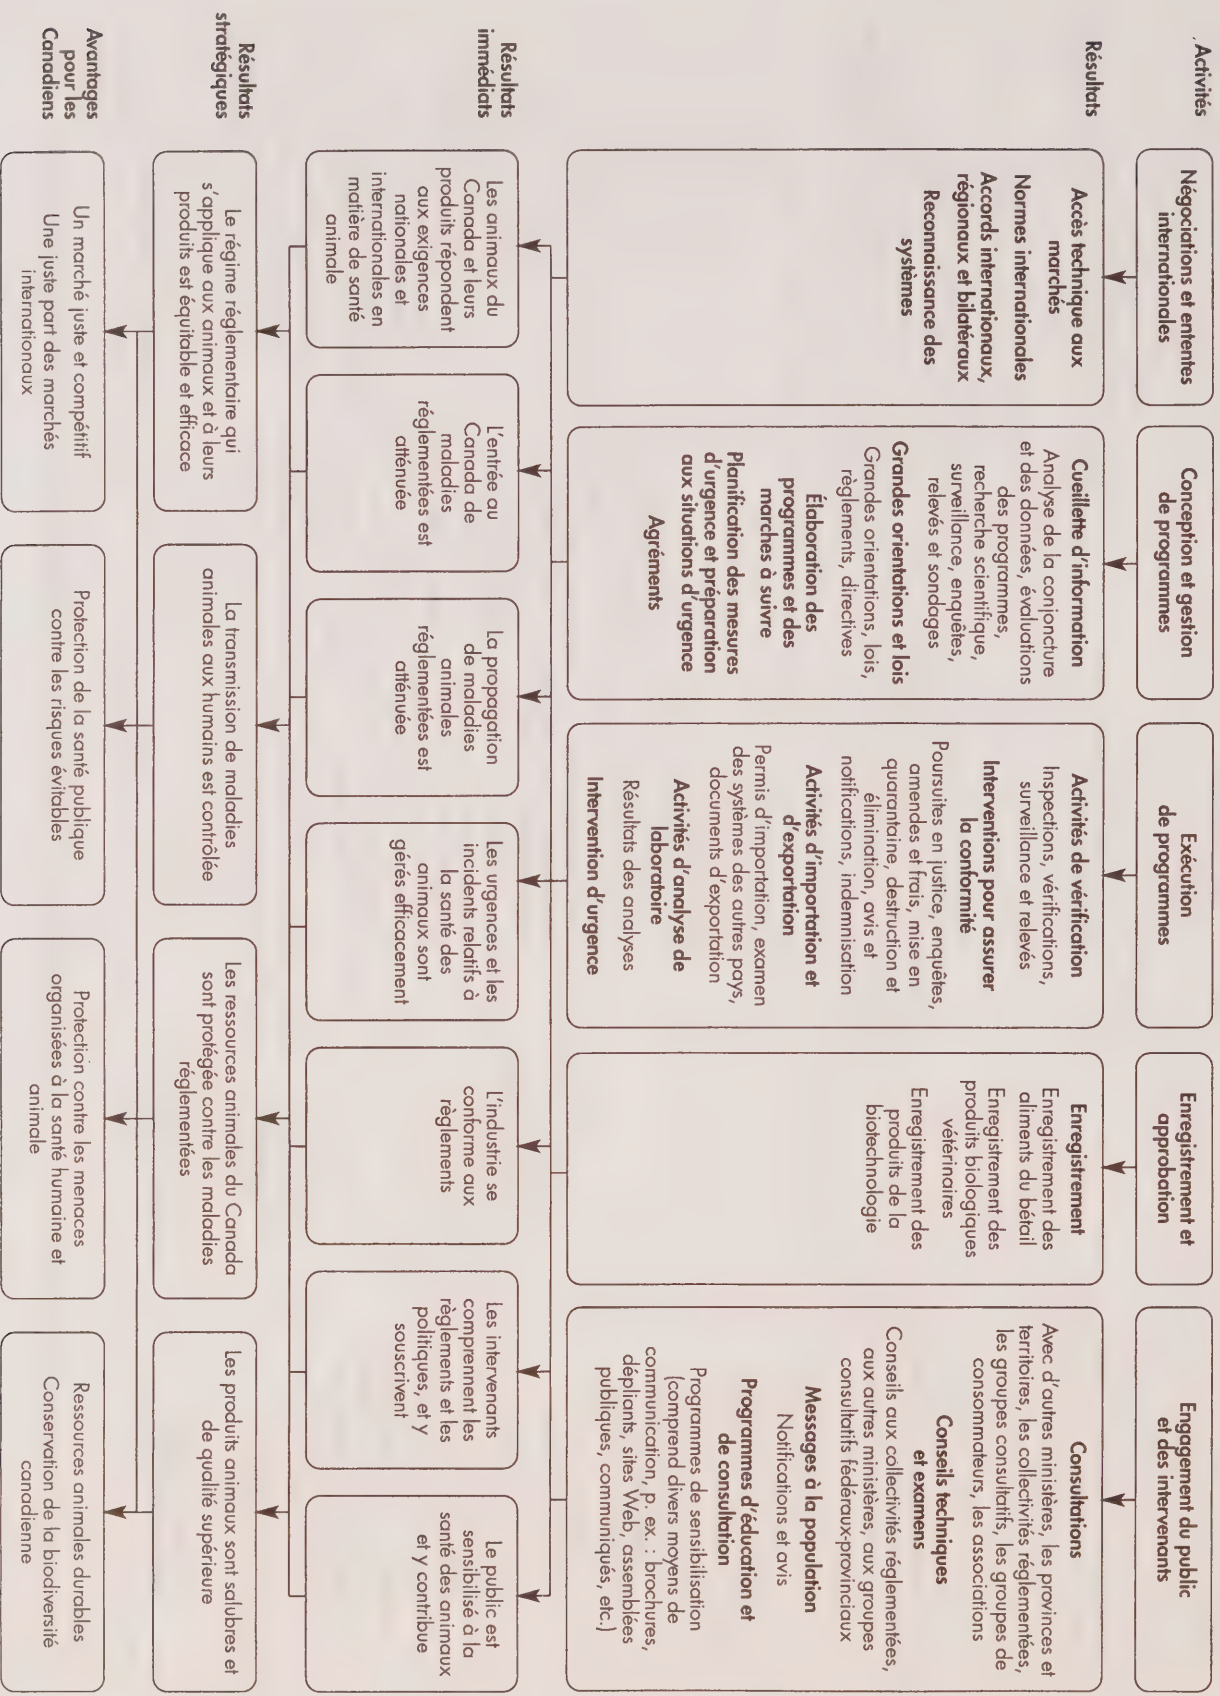 Activités
Négociations et ententes
internationales
Conception et gestion
de programmes
Exécution
de programmes
Enregistrement et
approbation
Engagement du public
et des intervenants
Résultats
Accès technique aux
marchés
Normes internationales
Accords internationaux,
régionaux et bilatéraux
Reconnaissance des
systèmes
Cueillette d'information
Analyse de la conjoncture
et des données, évaluations
des programmes,
recherche scientifique,
surveillance, enquêtes,
relevés et sondages
Grandes orientations et lois
Grandes orientations, lois,
règlements, directives
Élaboration des
programmes et des
marches à suivre
Planification des mesures
d'urgence et préparation
aux situations d'urgence
Agréments
Activités de vérification
Inspections, vérifications,
surveillance et relevés
Interventions pour assurer
la conformité
Poursuites en justice, enquêtes,
amendes et frais, mise en
quarantaine, destruction et
élimination, avis et
notifications, indemnisation
Activités d'importation et
d'exportation
Permis d'importation, examen
des systèmes des autres pays,
documents d'exportation
Activités d'analyse de
laboratoire
Résultats des analyses
Intervention d'urgence
Enregistrement
Enregistrement des
aliments du bétail
Enregistrement des
produits biologiques
vétérinaires
Enregistrement des
produits de la
biotechnologie
Consultations
Avec d'autres ministères, les provinces et
territoires, les collectivités réglementées,
les groupes consultatifs, les groupes de
consommateurs, les associations
Conseils techniques
et examens
Conseils aux collectivités réglementées,
aux autres ministères, aux groupes
consultatifs fédéraux-provinciaux
Messages à la population
Notifications et avis
Programmes d'éducation et
de consultation
Programmes de sensibilisation
(comprend divers moyens de
communication, p. ex. : brochures,
dépliants, sites Web, assemblées
publiques, communiqués, etc.)
Résultats
immédiats
Les animaux du
Canada et leurs
produits répondent
aux exigences
nationales et
internationales en
matière de santé
animale
L'entrée au
Canada de
maladies
réglementées est
atténuée
La propagation
de maladies
animales
réglementées est
atténuée
Les urgences et les
incidents relatifs à
la santé des
animaux sont
gérés efficacement
L'industrie se
conforme aux
règlements
Les intervenants
comprennent les
règlements et les
politiques, et y
souscrivent
Le public est
sensibilisé à la
santé des animaux
et y contribue
Résultats
stratégiques
Le régime réglementaire qui
s'applique aux animaux et à leurs
produits est équitable et efficace
La transmission de maladies
animales aux humains est contrôlée
Les ressources animales du Canada
sont protégée contre les maladies
réglementées
Les produits animaux sont salubres et
de qualité supérieure
Avantages
pour les
Canadiens
Un marché juste et compétitif
Une juste part des marchés
internationaux
Protection de la santé publique
contre les risques évitables
Protection contre les menaces
organisées à la santé humaine et
animale
Ressources animales durables
Conservation de la biodiversité
canadienne